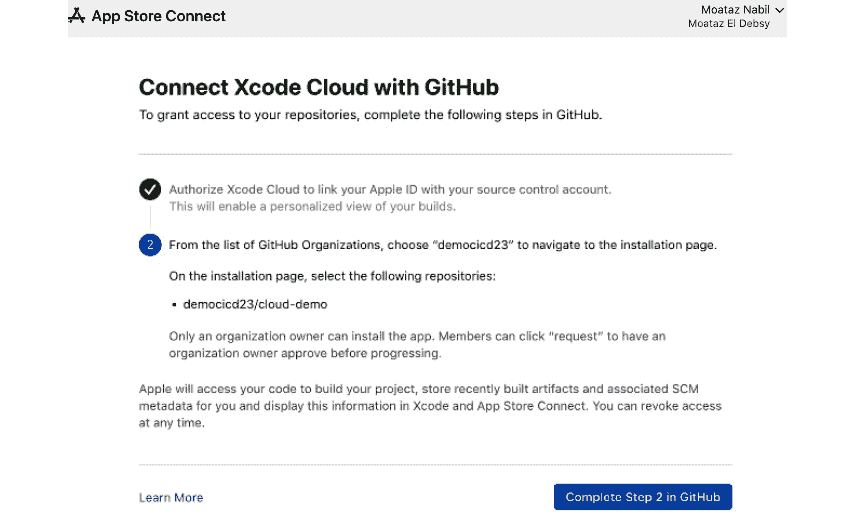 App Store Connect
Moataz Nabil
Moataz El Debsy
Connect Xcode Cloud with GitHub
To grant access to your repositories, complete the following steps in GitHub.
Authorize Xcode Cloud to link your Apple ID with your source control account.
This will enable a personalized view of your builds.
2 From the list of GitHub Organizations, choose “democicd23” to navigate to the installation page.
On the installation page, select the following repositories:
▪ democicd23/cloud-demo
Only an organization owner can install the app. Members can click “request” to have an
organization owner approve before progressing.
Apple will access your code to build your project, store recently built artifacts and associated SCM
metadata for you and display this information in Xcode and App Store Connect. You can revoke access
at any time.
Learn More
Complete Step 2 in GitHub